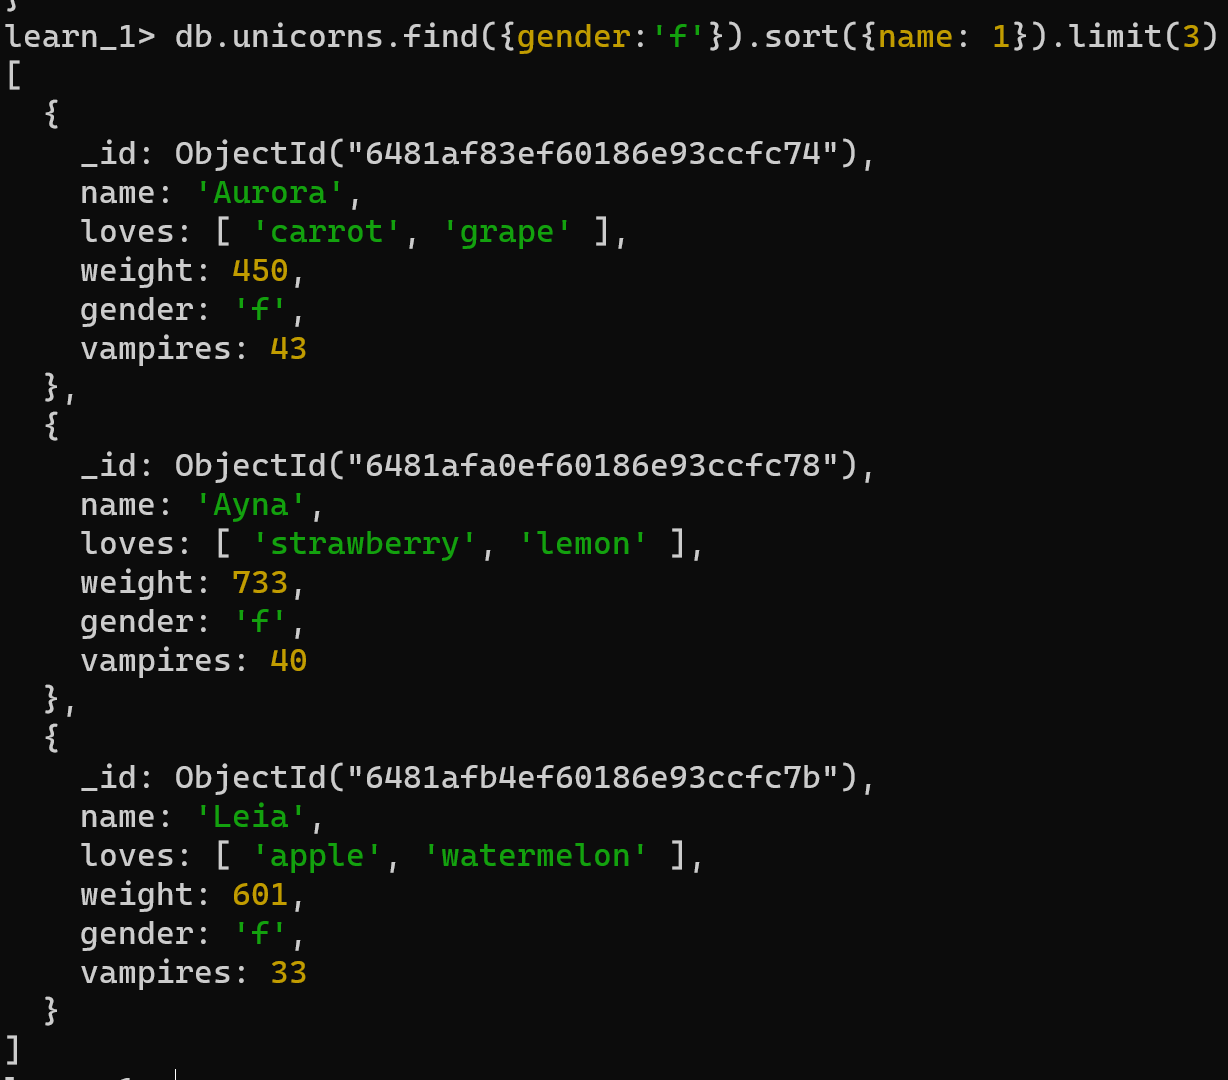 }
learn_1> db.unicorns.find({gender:'f'}).sort({name: 1}).limit(3)
[
  {
    _id: ObjectId("6481af83ef60186e93ccfc74"),
    name: 'Aurora',
    loves: [ 'carrot', 'grape' ],
    weight: 450,
    gender: 'f',
    vampires: 43
  },
  {
    _id: ObjectId("6481afa0ef60186e93ccfc78"),
    name: 'Ayna',
    loves: [ 'strawberry', 'lemon' ],
    weight: 733,
    gender: 'f',
    vampires: 40
  },
  {
    _id: ObjectId("6481afb4ef60186e93ccfc7b"),
    name: 'Leia',
    loves: [ 'apple', 'watermelon' ],
    weight: 601,
    gender: 'f',
    vampires: 33
  }
]